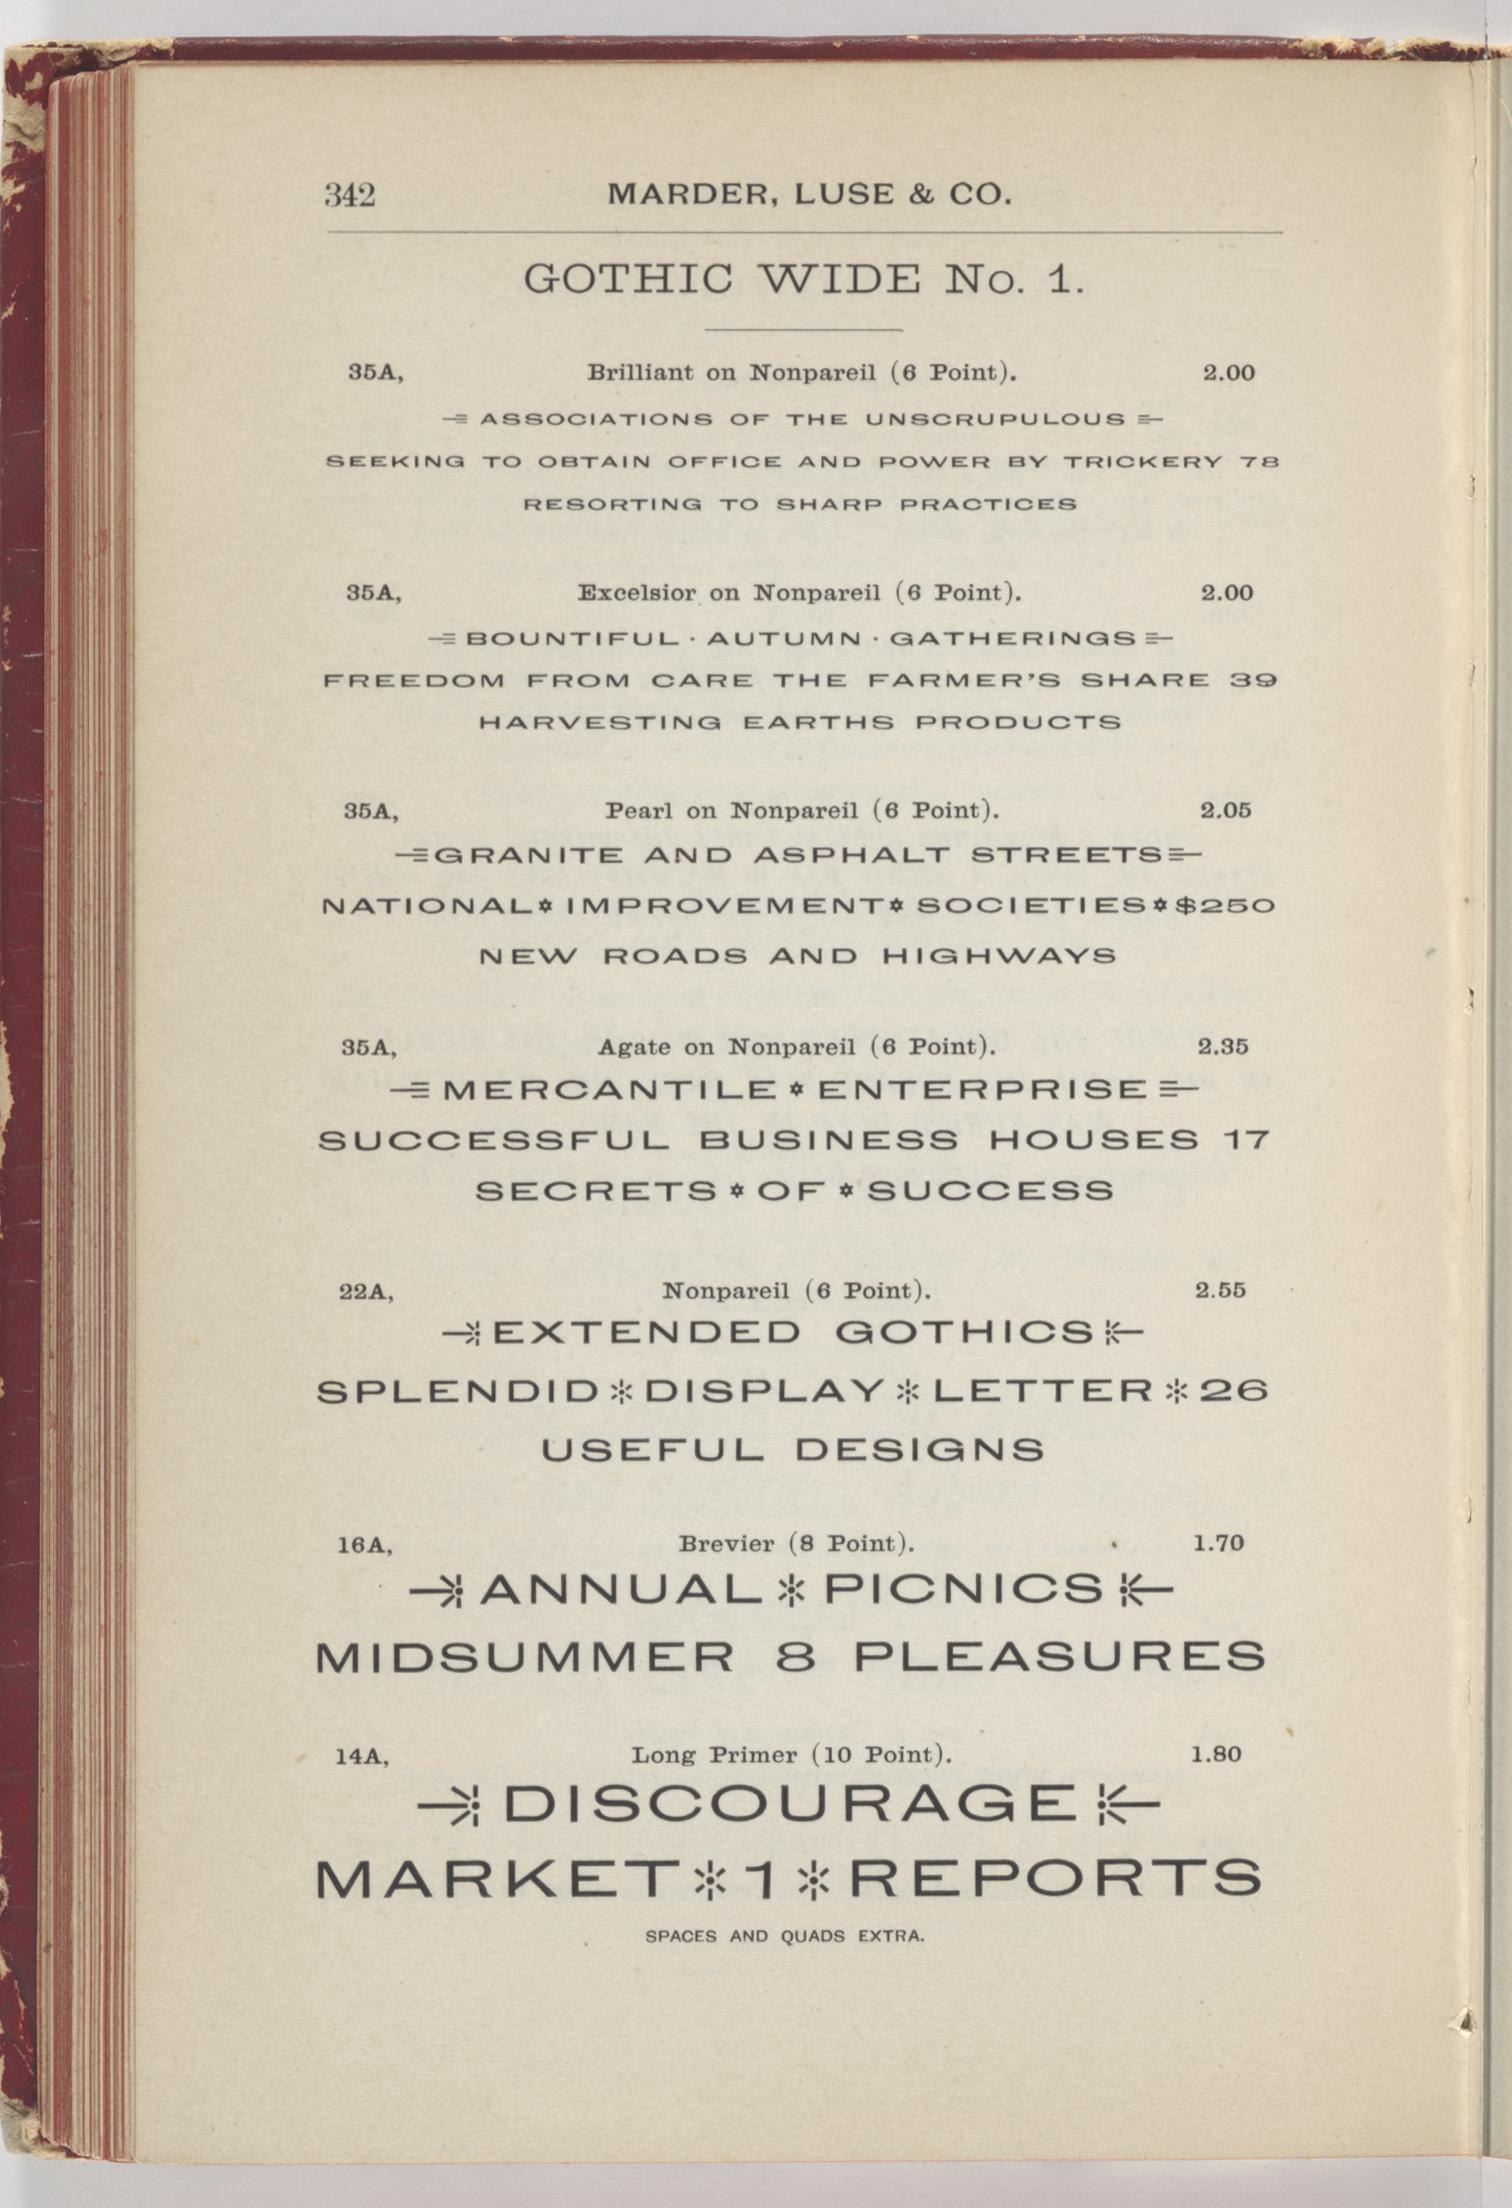 342 MARDER, LUSE & CO.
GOTHIC WIDE No. 1.
35A, Brilliant on Nonpareil (6 Point). 2.00
ASSOCIATIONS OF THE UNSCRUPULOUS
SEEKING TO OBTAIN OFFICE AND POWER BY TRICKERY 78
RESORTING TO SHARP PRACTICES
35A, Excelsior on Nonpareil (6 Point). 2.00
BOUNTIFUL · AUTUMN · GATHERINGS
FREEDOM FROM CARE THE FARMER'S SHARE 39
HARVESTING EARTHS PRODUCTS
35A, Pearl on Nonpareil (6 Point). 2.05
GRANITE AND ASPHALT STREETS
NATIONAL * IMPROVEMENT * SOCIETIES * $250
NEW ROADS AND HIGHWAYS
35A, Agate on Nonpareil (6 Point). 2.35
MERCANTILE * ENTERPRISE
SUCCESSFUL BUSINESS HOUSES 17
SECRETS * OF * SUCCESS
22A, Nonpareil (6 Point). 2.55
EXTENDED GOTHICS
SPLENDID * DISPLAY * LETTER * 26
USEFUL DESIGNS
16A, Brevier (8 Point). 1.70
ANNUAL * PICNICS
MIDSUMMER 8 PLEASURES
14A, Long Primer (10 Point). 1.80
DISCOURAGE
MARKET * 1 * REPORTS
SPACES AND QUADS EXTRA.